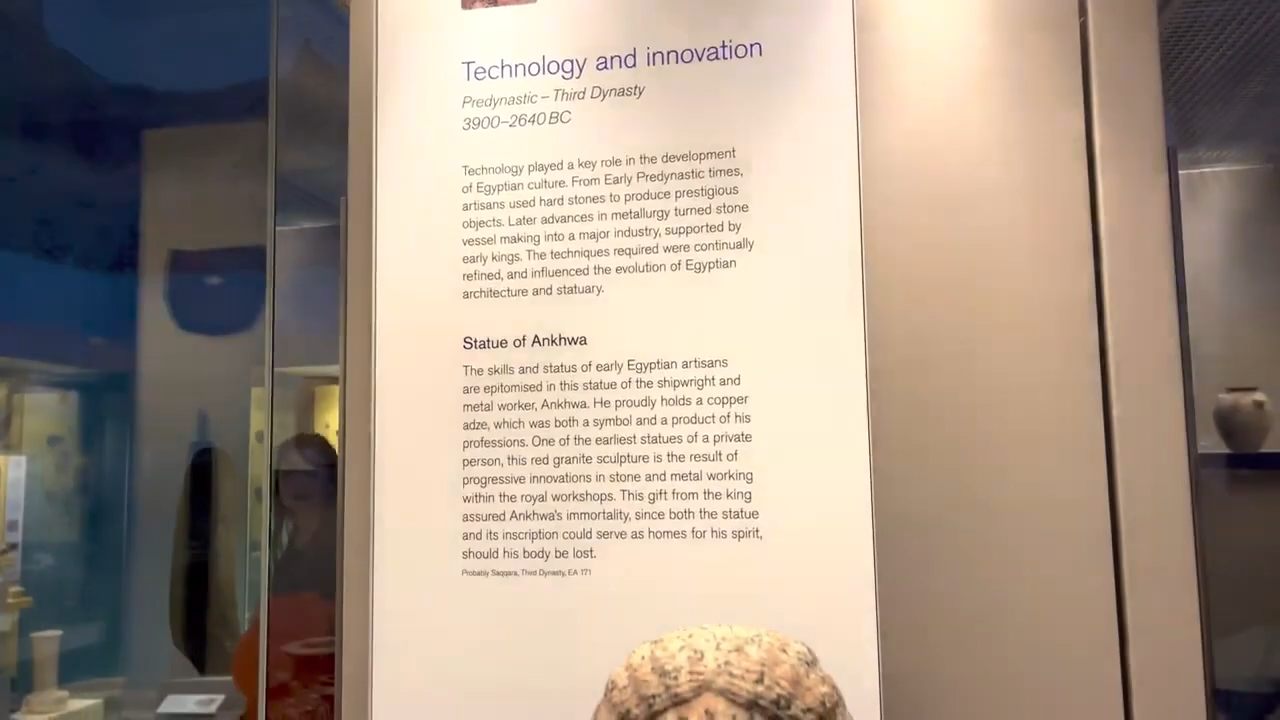 Technology and innovation
Predynastic – Third Dynasty
3900–2640 BC
Technology played a key role in the development
of Egyptian culture. From Early Predynastic times,
artisans used hard stones to produce prestigious
objects. Later advances in metallurgy turned stone
vessel making into a major industry, supported by
early kings. The techniques required were continually
refined, and influenced the evolution of Egyptian
architecture and statuary.
Statue of Ankhwa
The skills and status of early Egyptian artisans
are epitomised in this statue of the shipwright and
metal worker, Ankhwa. He proudly holds a copper
adze, which was both a symbol and a product of his
professions. One of the earliest statues of a private
person, this red granite sculpture is the result of
progressive innovations in stone and metal working
within the royal workshops. This gift from the king
assured Ankhwa's immortality, since both the statue
and its inscription could serve as homes for his spirit,
should his body be lost.
Probably Saqqara, Third Dynasty, EA 171